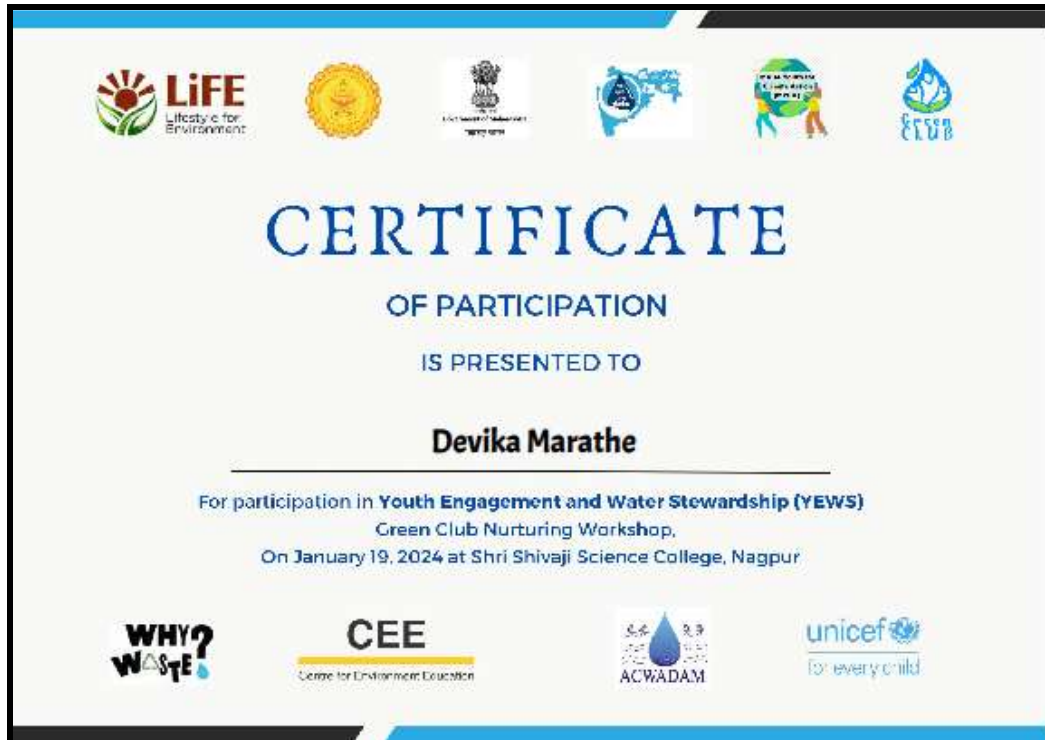 LiFE
Lifestyle for
Environment
Green
CLUB
CERTIFICATE
OF PARTICIPATION
IS PRESENTED TO
Devika Marathe
For participation in Youth Engagement and Water Stewardship (YEWS)
Green Club Nurturing Workshop,
On January 19, 2024 at Shri Shivaji Science College, Nagpur
WHY?
WASTE
CEE
Centre for Environment Education
ACWADAM
unicef
for every child